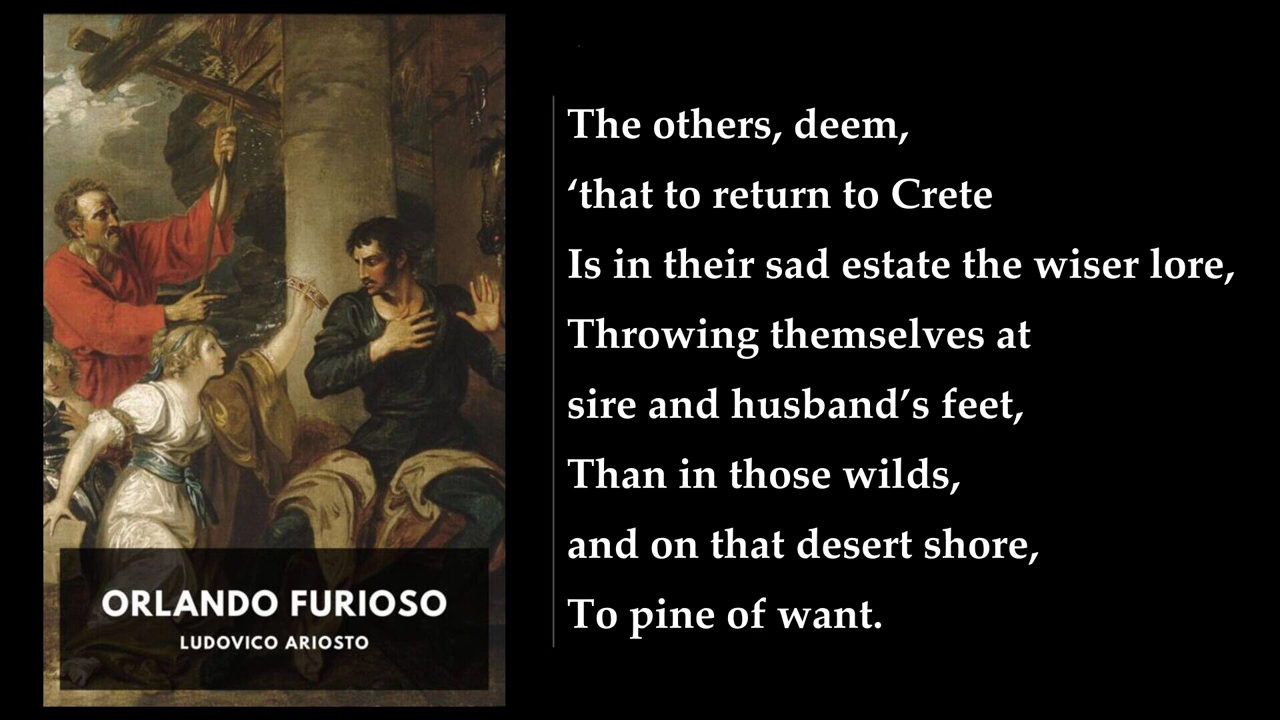 ORLANDO FURIOSO
LUDOVICO ARIOSTO
The others, deem,
‘that to return to Crete
Is in their sad estate the wiser lore,
Throwing themselves at
sire and husband’s feet,
Than in those wilds,
and on that desert shore,
To pine of want.